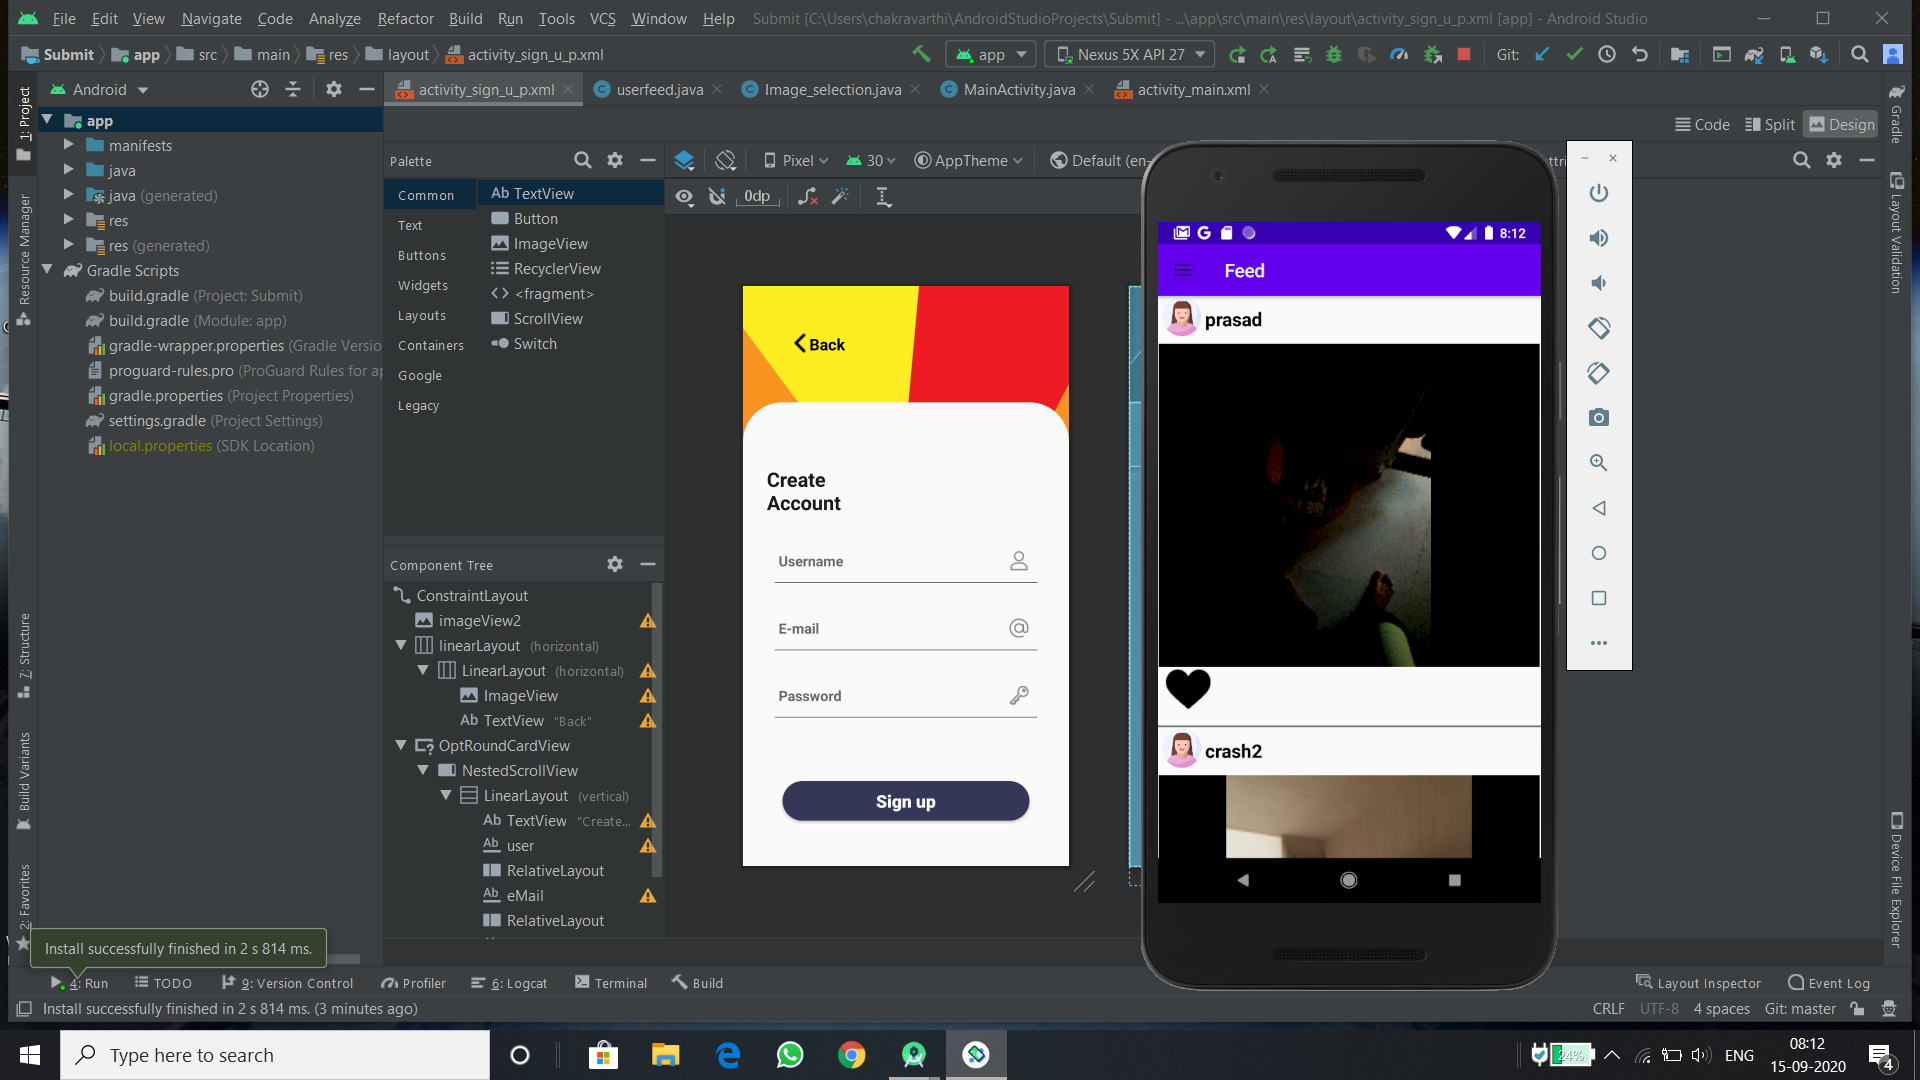 File Edit View Navigate Code Analyze Refactor Build Run Tools VCS Window Help Submit [C:\Users\chakravarthi\AndroidStudioProjects\Submit] - ...\app\src\main\res\layout\activity_sign_u_p.xml [app] - Android Studio
Submit app src main res layout activity_sign_u_p.xml app Nexus 5X API 27 Git:
Android activity_sign_u_p.xml userfeed.java Image_selection.java MainActivity.java activity_main.xml
Code Split Design
1: Project
Resource Manager
7: Structure
Build Variants
2: Favorites
app
manifests
java
java (generated)
res
res (generated)
Gradle Scripts
build.gradle (Project: Submit)
build.gradle (Module: app)
gradle-wrapper.properties (Gradle Versio
proguard-rules.pro (ProGuard Rules for ap
gradle.properties (Project Properties)
settings.gradle (Project Settings)
local.properties (SDK Location)
Palette
Common
Text
Buttons
Widgets
Layouts
Containers
Google
Legacy
Ab TextView
Button
ImageView
RecyclerView
<> <fragment>
ScrollView
Switch
Component Tree
ConstraintLayout
imageView2
linearLayout (horizontal)
LinearLayout (horizontal)
ImageView
Ab TextView "Back"
OptRoundCardView
NestedScrollView
LinearLayout (vertical)
Ab TextView "Create...
Ab user
RelativeLayout
Ab eMail
RelativeLayout
Pixel 30 AppTheme Default (en- ttri
0dp
Back
Create
Account
Username
E-mail
@
Password
Sign up
G 8:12
Feed
prasad
crash2
Gradle
Layout Validation
Device File Explorer
Install successfully finished in 2 s 814 ms.
4: Run TODO 9: Version Control Profiler 6: Logcat Terminal Build Layout Inspector Event Log
Install successfully finished in 2 s 814 ms. (3 minutes ago) CRLF UTF-8 4 spaces Git: master
Type here to search
24% ENG
08:12
15-09-2020
4